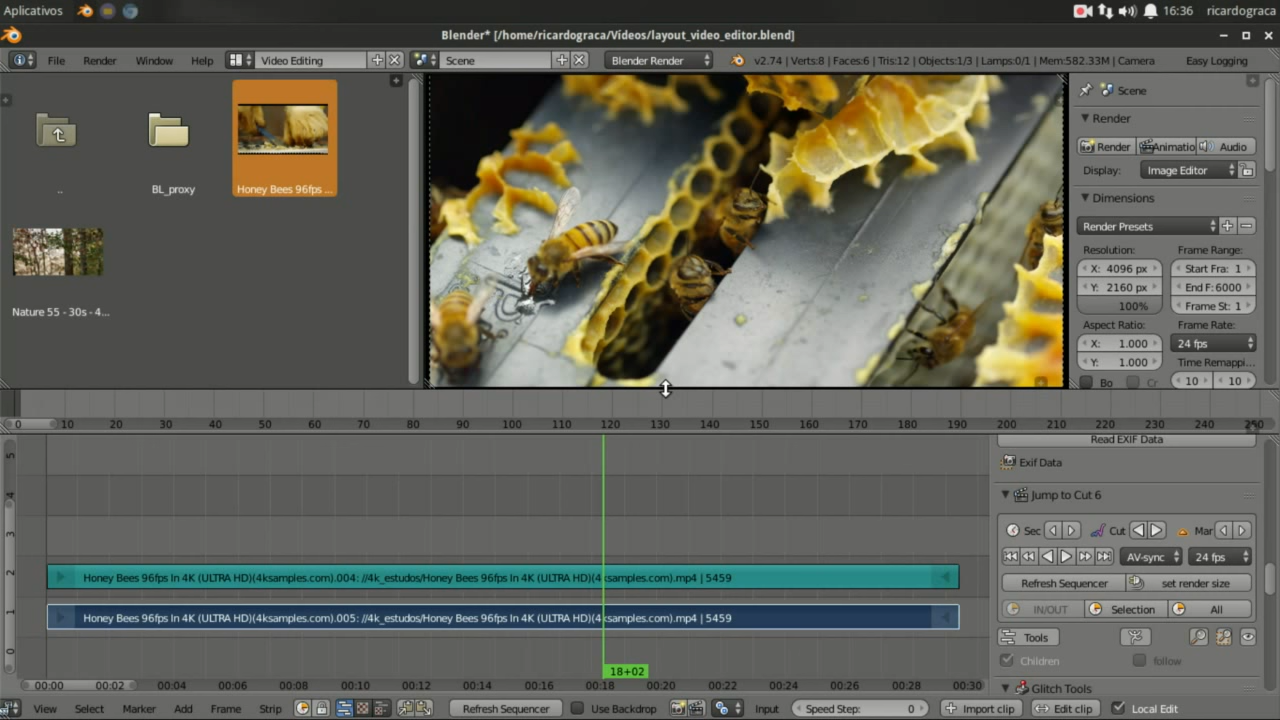 Aplicativos
16:36 ricardograca
Blender* [/home/ricardograca/Vídeos/layout_video_editor.blend]
File Render Window Help Video Editing Scene Blender Render v2.74 | Verts:8 | Faces:6 | Tris:12 | Objects:1/3 | Lamps:0/1 | Mem:582.33M | Camera Easy Logging
..
BL_proxy
Honey Bees 96fps ...
Nature 55 - 30s - 4...
Scene
Render
Render Animatio Audio
Display: Image Editor
Dimensions
Render Presets
Resolution: Frame Range:
X: 4096 px Start Fra: 1
Y: 2160 px End F:6000
100% Frame St: 1
Aspect Ratio: Frame Rate:
X: 1.000 24 fps
Y: 1.000 Time Remappi...
Bo Cr 10 10
0 10 20 30 40 50 60 70 80 90 100 110 120 130 140 150 160 170 180 190 200 210 220 230 240 250
5
4
3
2
1
0
Honey Bees 96fps In 4K (ULTRA HD)(4ksamples.com).004: //4k_estudos/Honey Bees 96fps In 4K (ULTRA HD)(4ksamples.com).mp4 | 5459
Honey Bees 96fps In 4K (ULTRA HD)(4ksamples.com).005: //4k_estudos/Honey Bees 96fps In 4K (ULTRA HD)(4ksamples.com).mp4 | 5459
18+02
00:00 00:02 00:04 00:06 00:08 00:10 00:12 00:14 00:16 00:18 00:20 00:22 00:24 00:26 00:28 00:30
Read EXIF Data
Exif Data
Jump to Cut 6
Sec Cut Mar
AV-sync 24 fps
Refresh Sequencer set render size
IN/OUT Selection All
Tools
Children follow
Glitch Tools
View Select Marker Add Frame Strip Refresh Sequencer Use Backdrop Input Speed Step: 0 Import clip Edit clip Local Edit